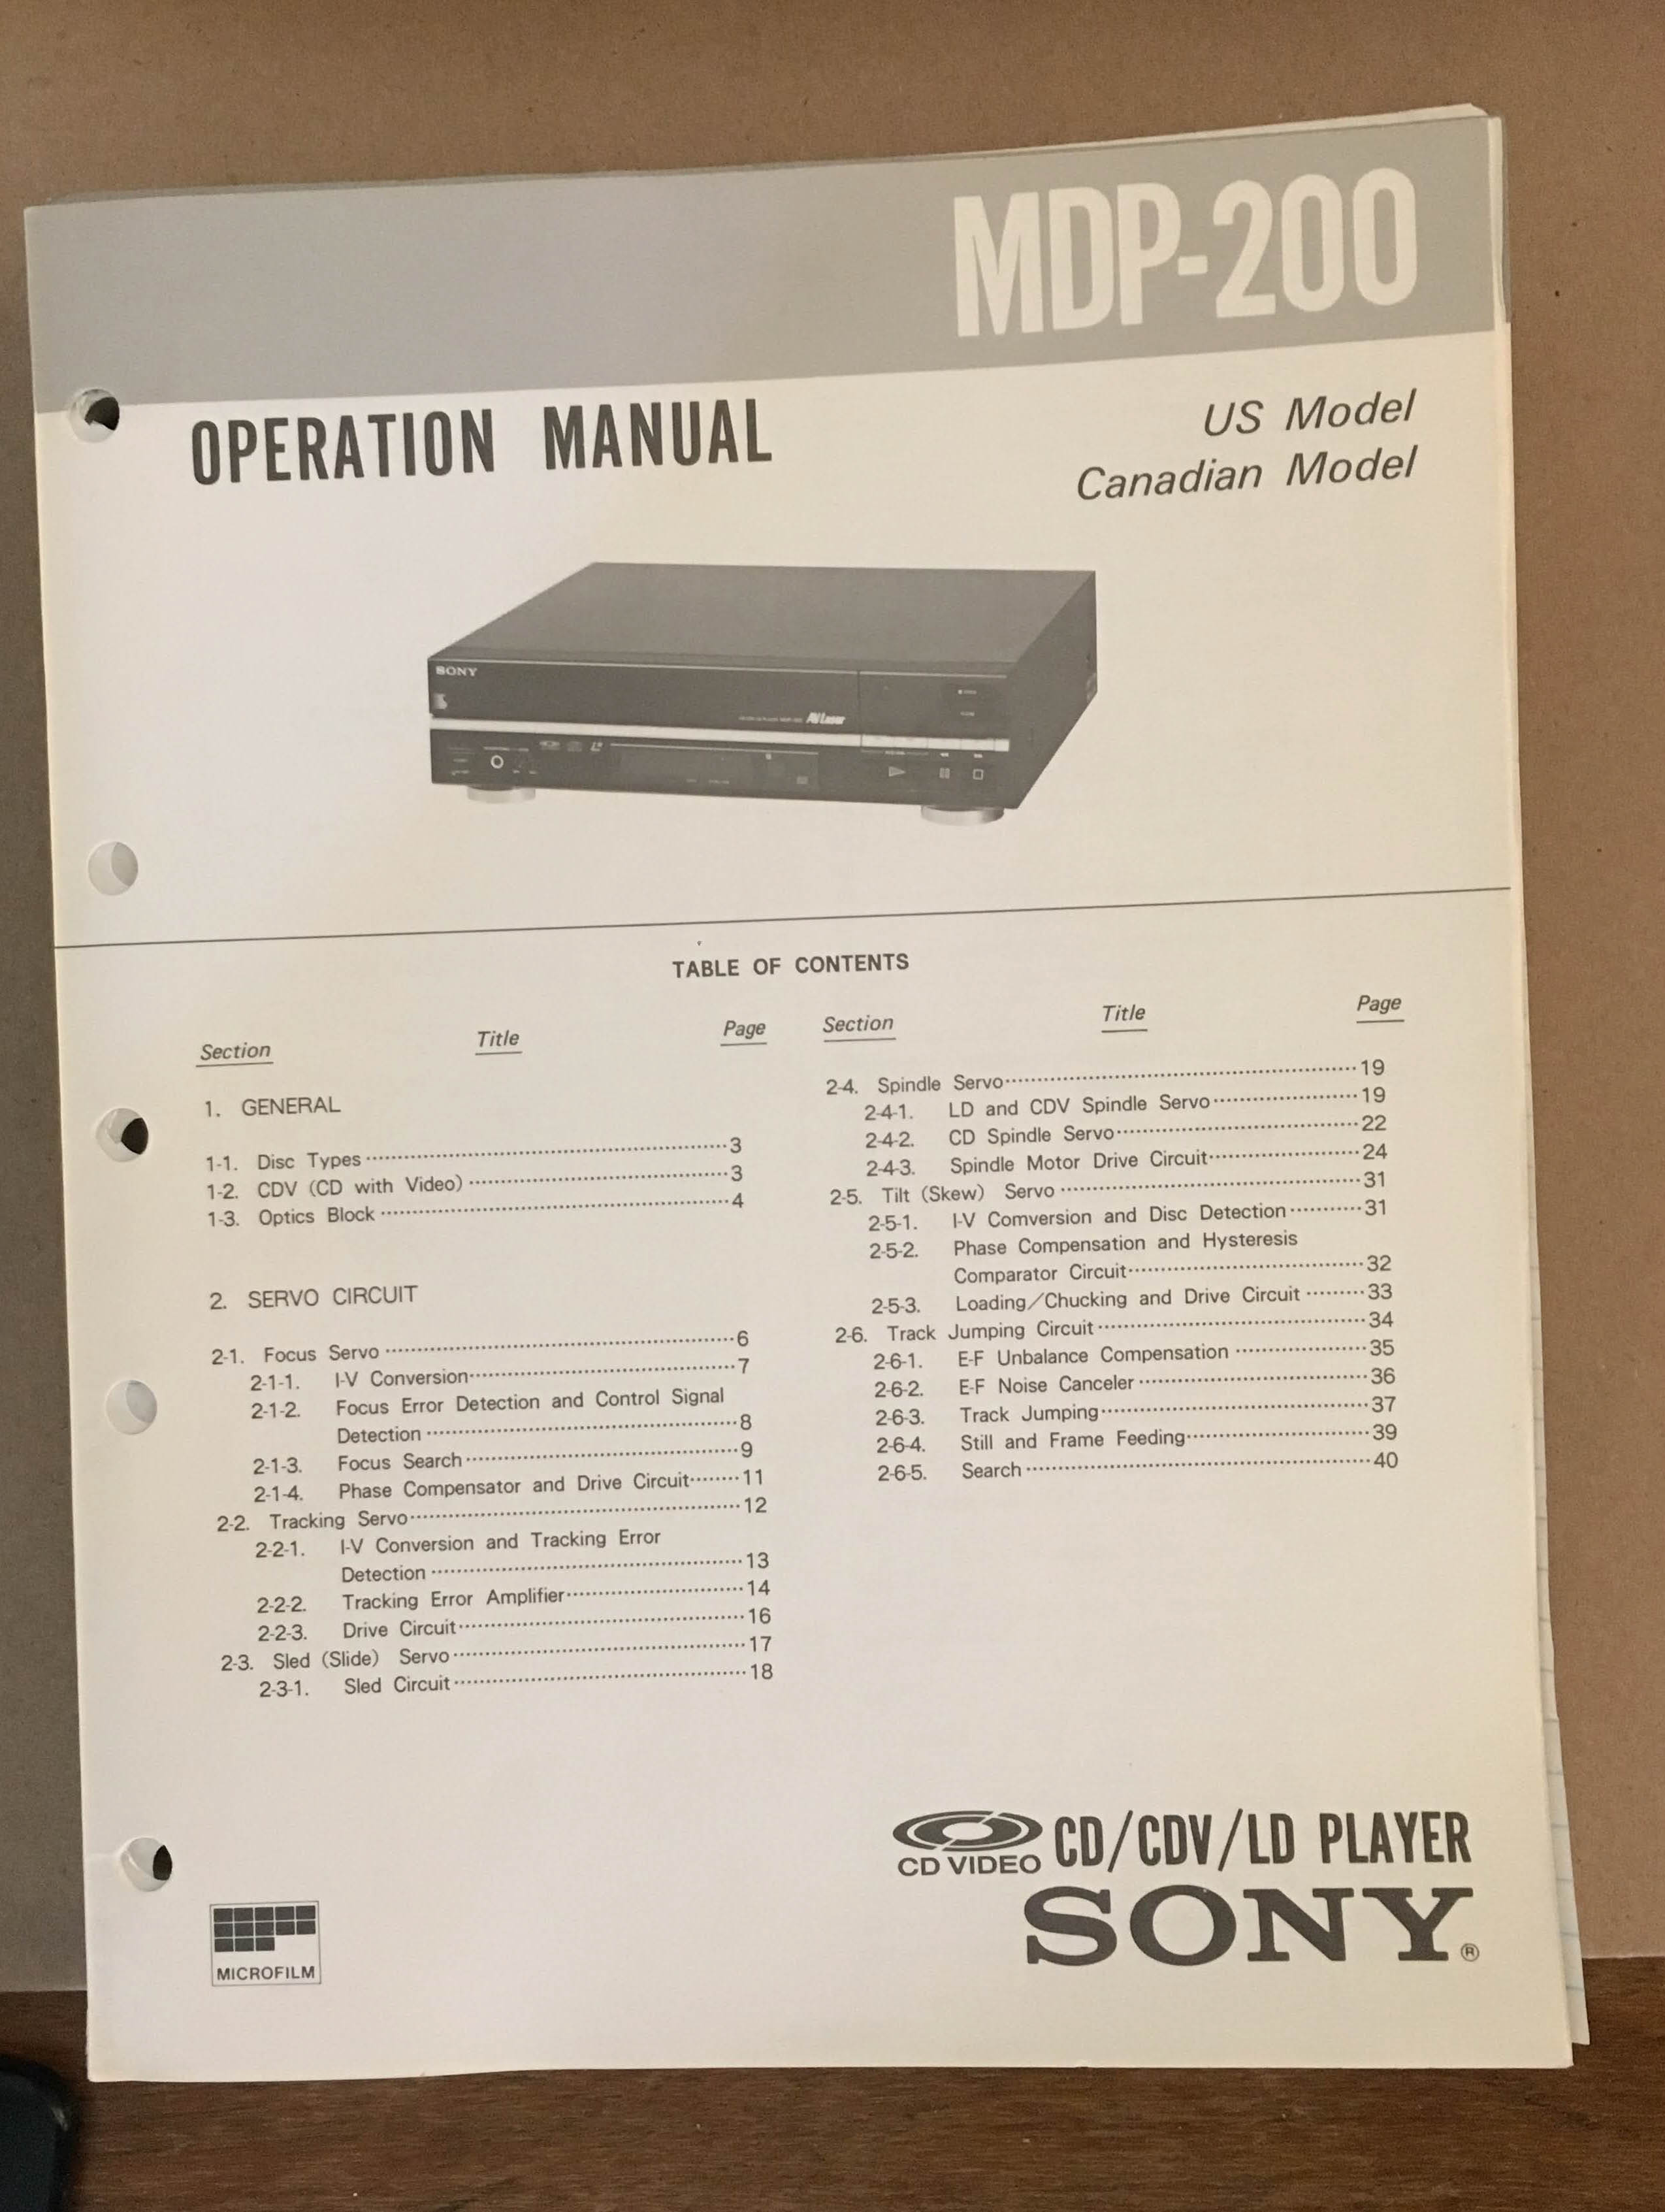 MDP-200
OPERATION MANUAL
US Model
Canadian Model
SONY
AV Laser
TABLE OF CONTENTS
Section Title Page
1. GENERAL
1-1. Disc Types 3
1-2. CDV (CD with Video) 3
1-3. Optics Block 4
2. SERVO CIRCUIT
2-1. Focus Servo 6
2-1-1. I-V Conversion 7
2-1-2. Focus Error Detection and Control Signal
Detection 8
2-1-3. Focus Search 9
2-1-4. Phase Compensator and Drive Circuit 11
2-2. Tracking Servo 12
2-2-1. I-V Conversion and Tracking Error
Detection 13
2-2-2. Tracking Error Amplifier 14
2-2-3. Drive Circuit 16
2-3. Sled (Slide) Servo 17
2-3-1. Sled Circuit 18
Section Title Page
2-4. Spindle Servo 19
2-4-1. LD and CDV Spindle Servo 19
2-4-2. CD Spindle Servo 22
2-4-3. Spindle Motor Drive Circuit 24
2-5. Tilt (Skew) Servo 31
2-5-1. I-V Comversion and Disc Detection 31
2-5-2. Phase Compensation and Hysteresis
Comparator Circuit 32
2-5-3. Loading/Chucking and Drive Circuit 33
2-6. Track Jumping Circuit 34
2-6-1. E-F Unbalance Compensation 35
2-6-2. E-F Noise Canceler 36
2-6-3. Track Jumping 37
2-6-4. Still and Frame Feeding 39
2-6-5. Search 40
CD VIDEO
CD/CDV/LD PLAYER
SONY®
MICROFILM